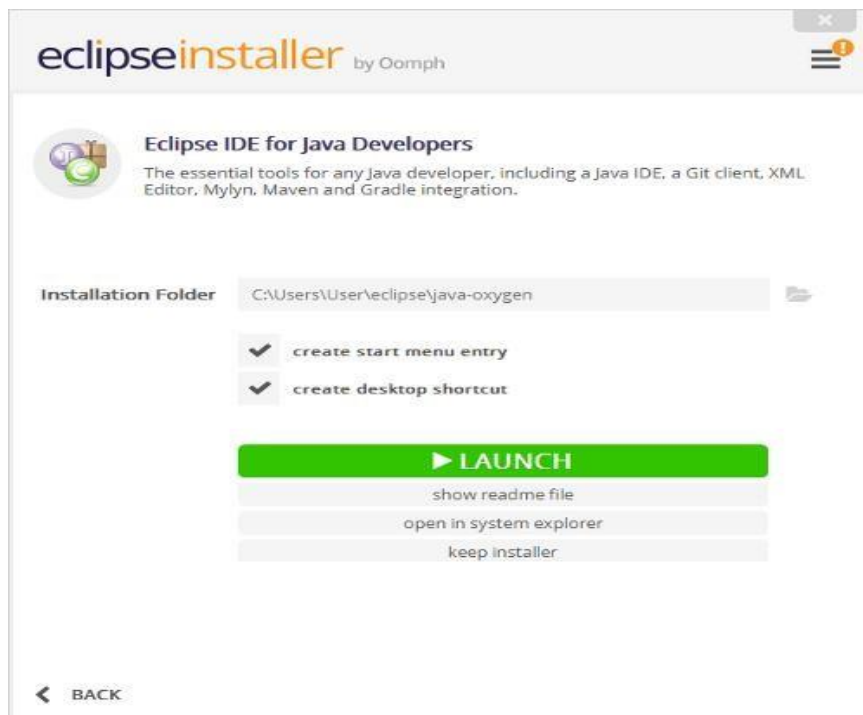 eclipseinstaller by Oomph
Eclipse IDE for Java Developers
The essential tools for any Java developer, including a Java IDE, a Git client, XML
Editor, Mylyn, Maven and Gradle integration.
Installation Folder C:\Users\User\eclipse\java-oxygen
create start menu entry
create desktop shortcut
LAUNCH
show readme file
open in system explorer
keep installer
BACK